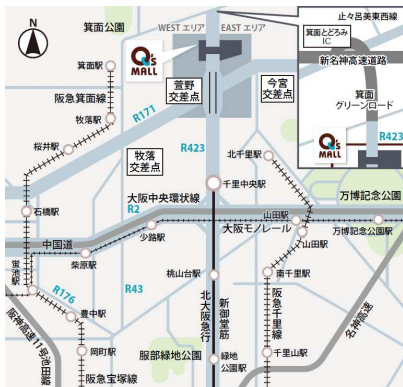 止々呂美東西線
箕面公園
WEST エリア
EAST エリア
箕面とどろみ
IC
N
Q's
MALL
新名神高速道路
箕面駅
萱野
交差点
今宮
交差点
箕面
グリーンロード
阪急箕面線
R171
Q's
MALL
R423
牧落駅
桜井駅
牧落
交差点
R423
北千里駅
千里中央駅
万博記念公園
石橋駅
大阪中央環状線
R2
山田駅
少路駅
大阪モノレール
万博記念公園駅
中国道
山田駅
柴原駅
蛍池駅
桃山台駅
南千里駅
R176
R43
豊中駅
北大阪急行
新御堂筋
阪急千里線
名神高速
阪神高速11号池田線
岡町駅
服部緑地公園
緑地
公園駅
千里山駅
阪急宝塚線